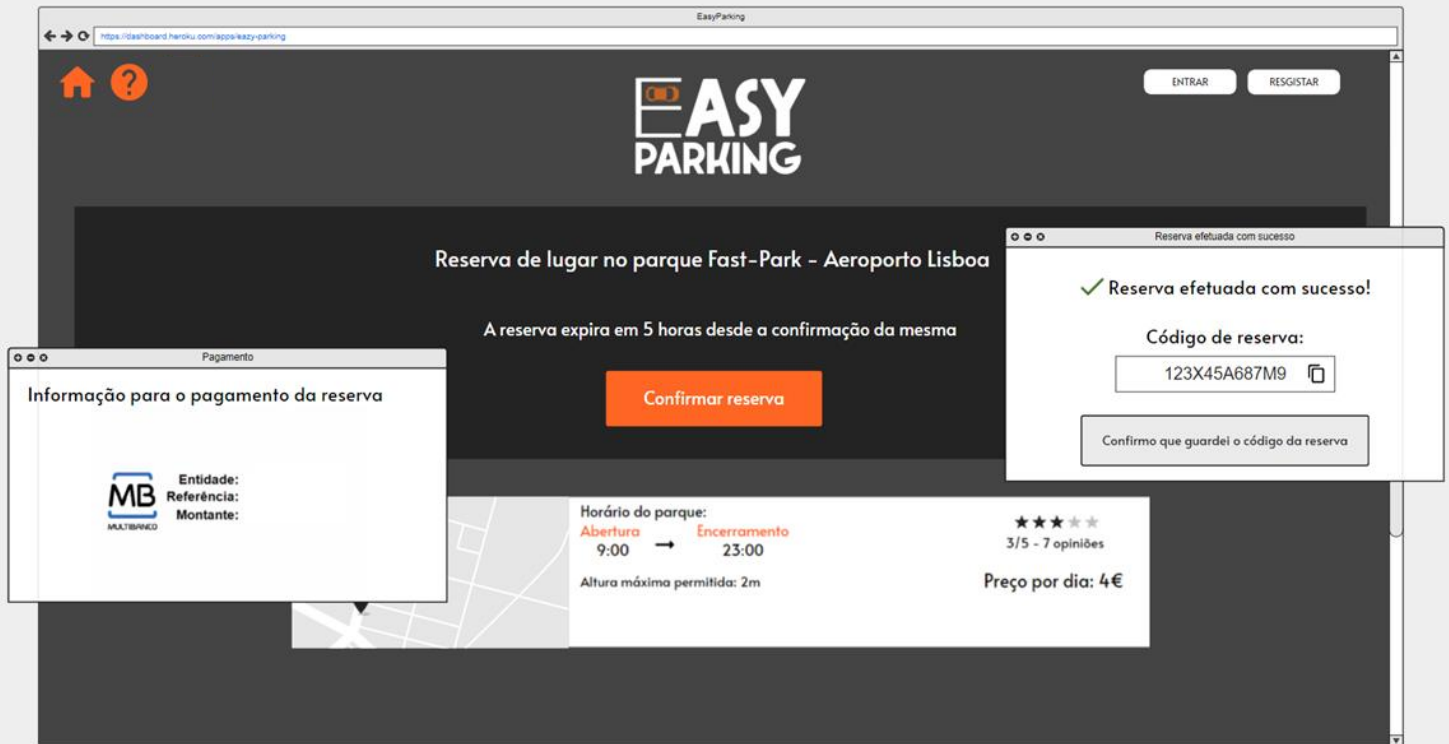 EasyParking
https://dashboard.heroku.com/apps/eazy-parking
ENTRAR
RESGISTAR
EASY
PARKING
Reserva de lugar no parque Fast-Park - Aeroporto Lisboa
A reserva expira em 5 horas desde a confirmação da mesma
Confirmar reserva
Reserva efetuada com sucesso
Reserva efetuada com sucesso!
Código de reserva:
123X45A687M9
Confirmo que guardei o código da reserva
Pagamento
Informação para o pagamento da reserva
MB
MULTIBANCO
Entidade:
Referência:
Montante:
Horário do parque:
Abertura Encerramento
9:00 → 23:00
Altura máxima permitida: 2m
3/5 - 7 opiniões
Preço por dia: 4€